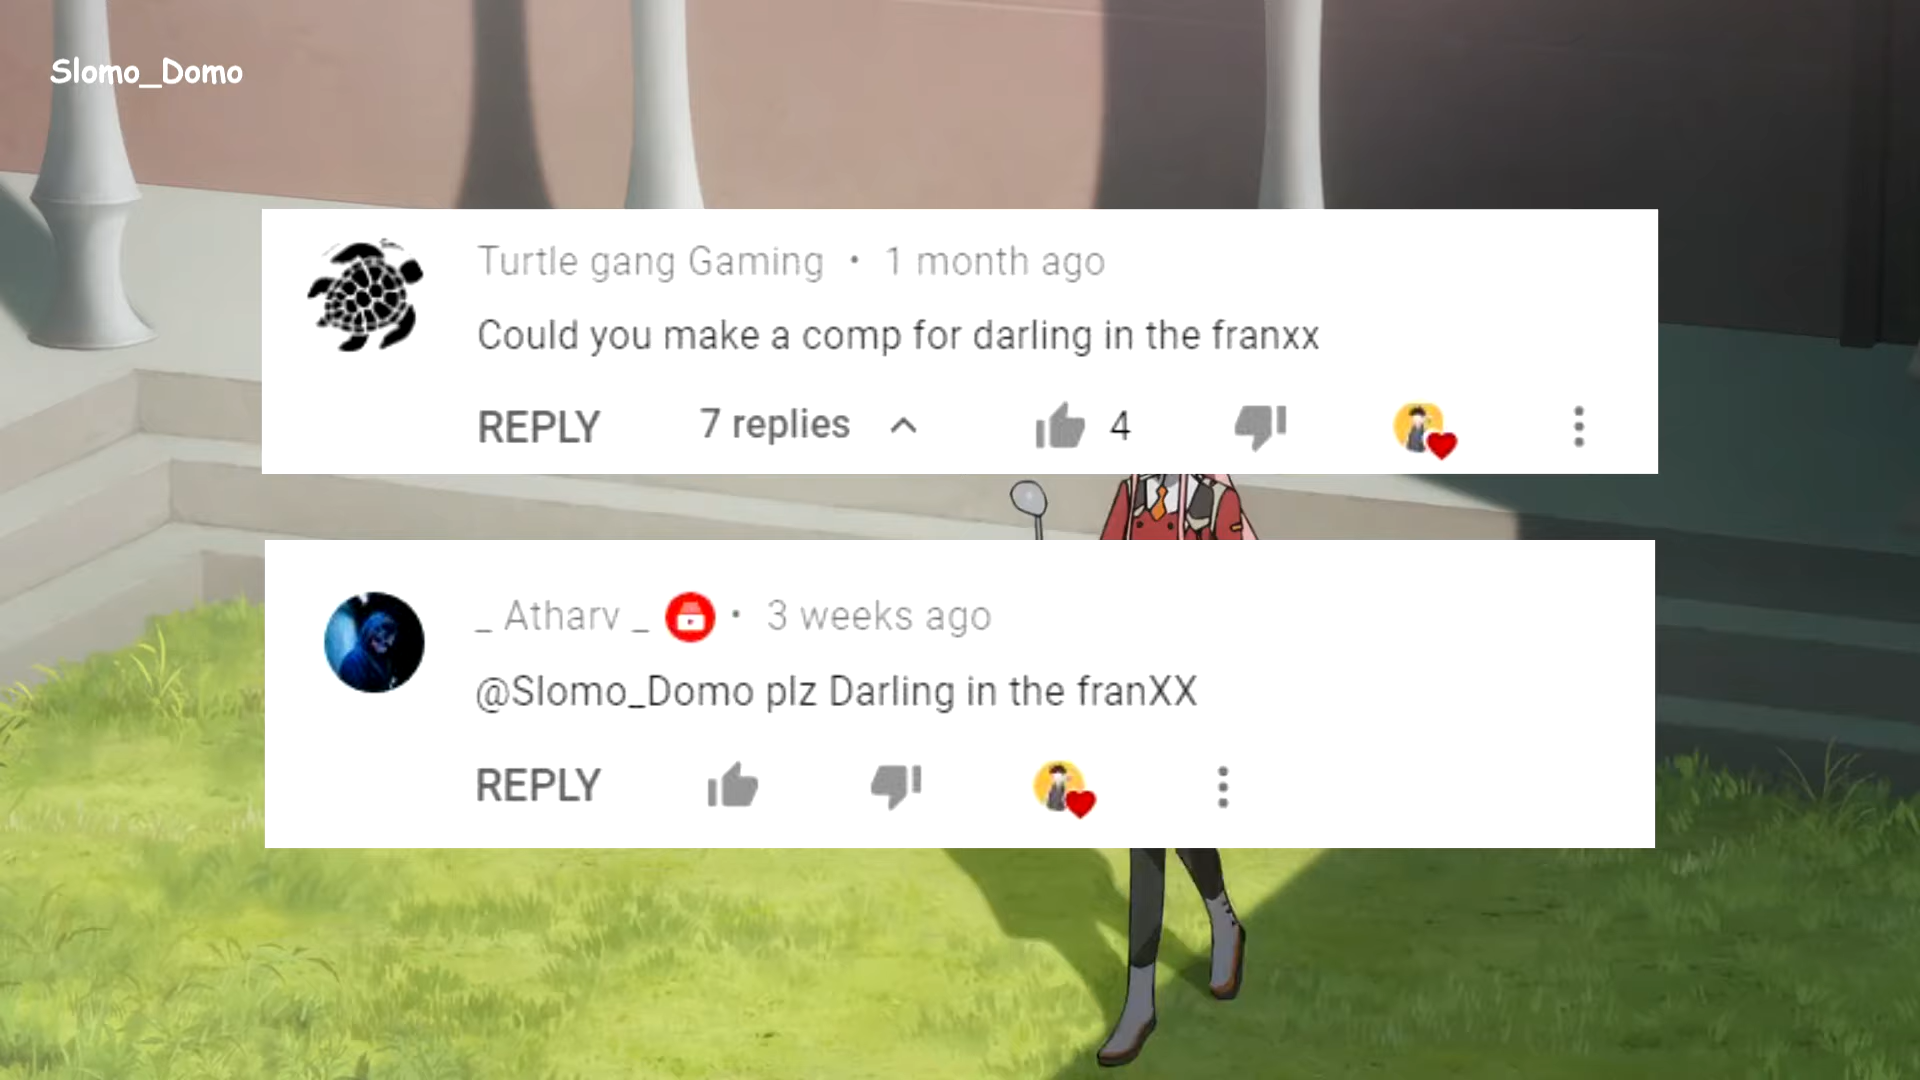 Slomo_Domo
Turtle gang Gaming • 1 month ago
Could you make a comp for darling in the franxx
REPLY 7 replies 4
_ Atharv _ • 3 weeks ago
@Slomo_Domo plz Darling in the franXX
REPLY